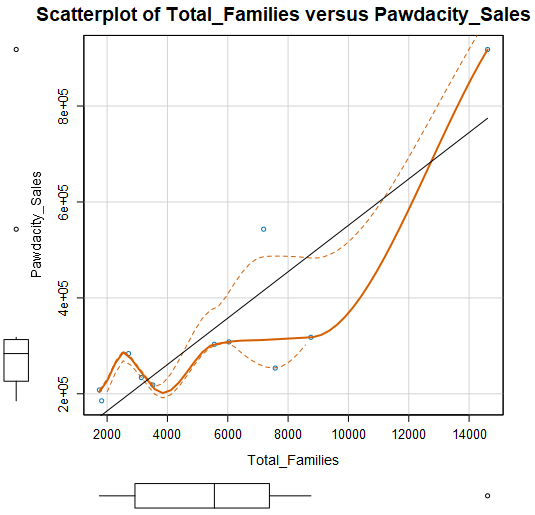 Scatterplot of Total_Families versus Pawdacity_Sales
8e+05
6e+05
4e+05
2e+05
Pawdacity_Sales
2000 4000 6000 8000 10000 12000 14000
Total_Families